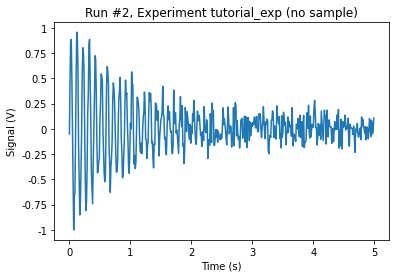 Run #2, Experiment tutorial_exp (no sample)
1
0.75
0.5
0.25
0
-0.25
-0.5
-0.75
-1
Signal (V)
0 1 2 3 4 5
Time (s)